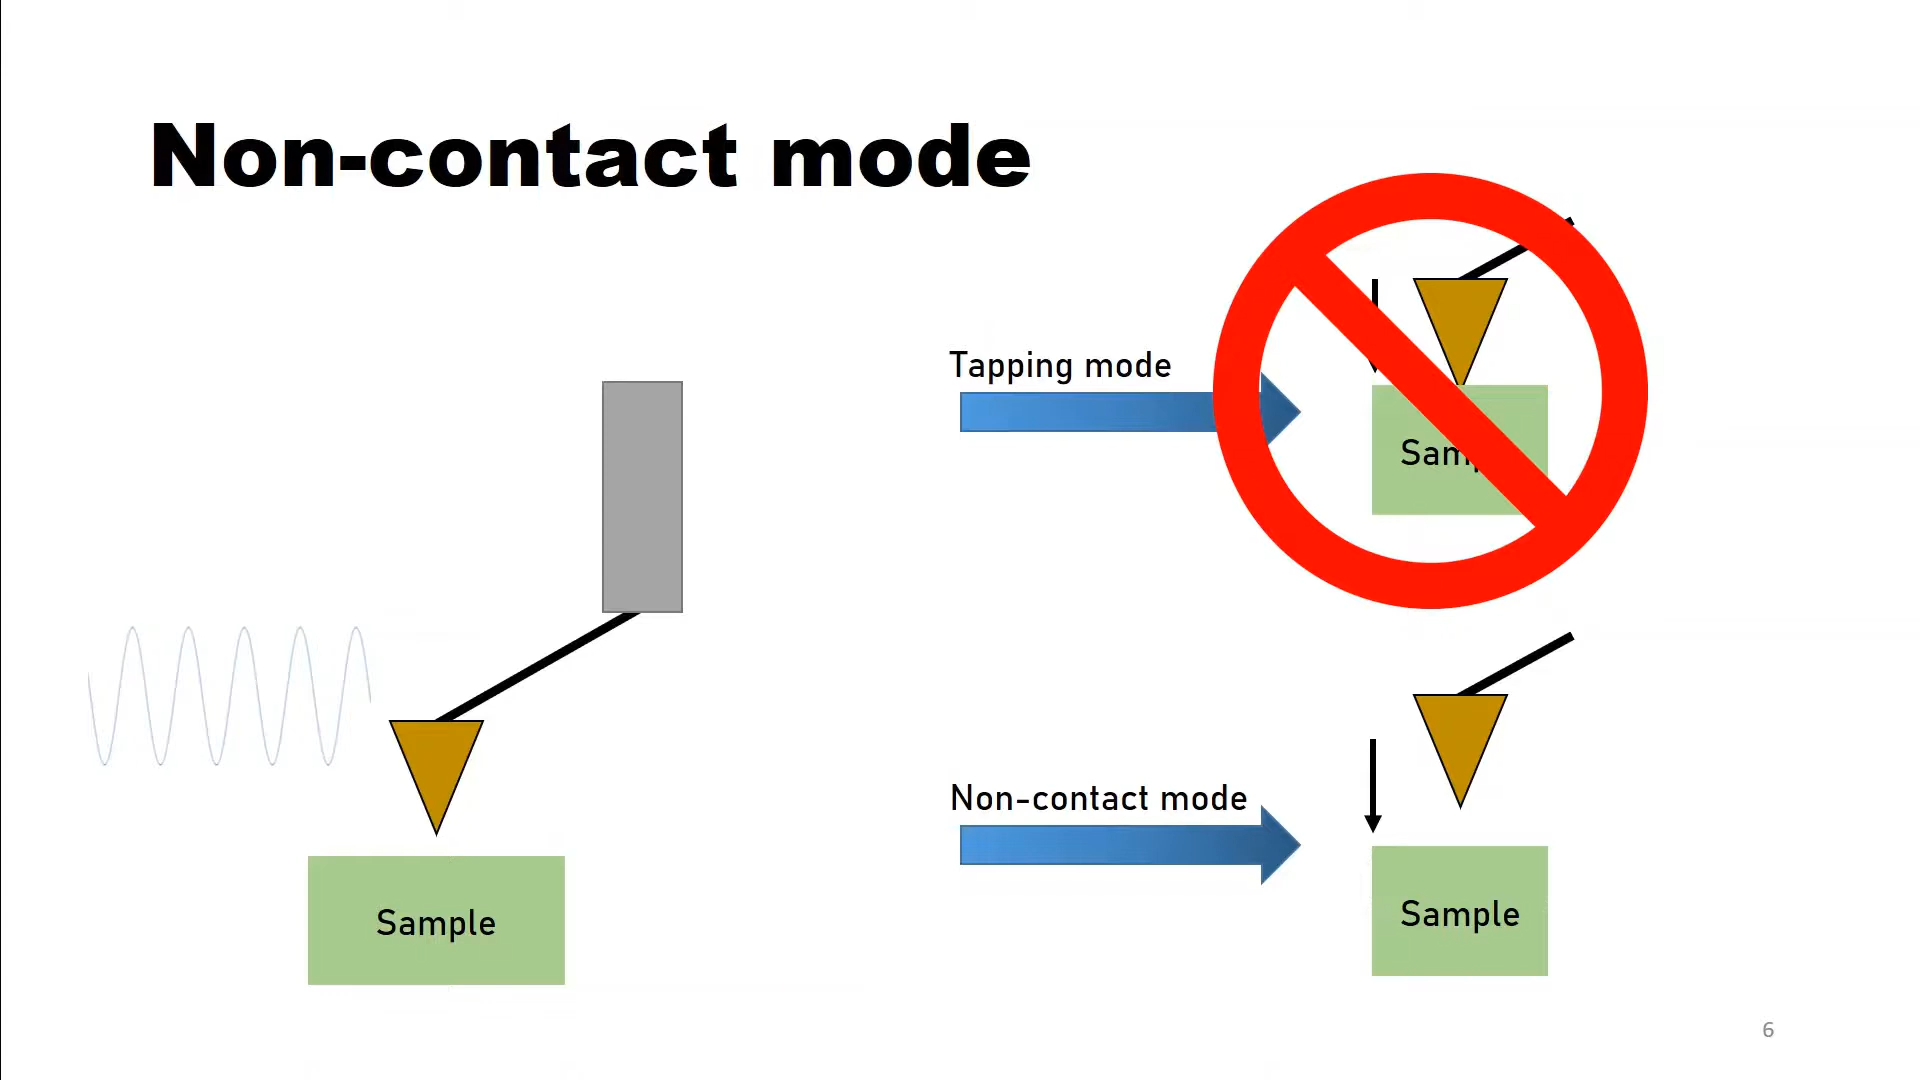 Non-contact mode
Tapping mode
Non-contact mode
Sample
Sample
6